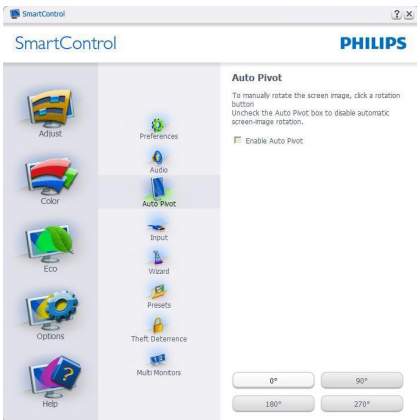 SmartControl
SmartControl
PHILIPS
Adjust
Color
Eco
Options
Help
Preferences
Audio
Auto Pivot
Input
Wizard
Presets
Theft Deterrence
Multi Monitors
Auto Pivot
To manually rotate the screen image, click a rotation
button
Uncheck the Auto Pivot box to disable automatic
screen-image rotation.
Enable Auto Pivot
0°
90°
180°
270°